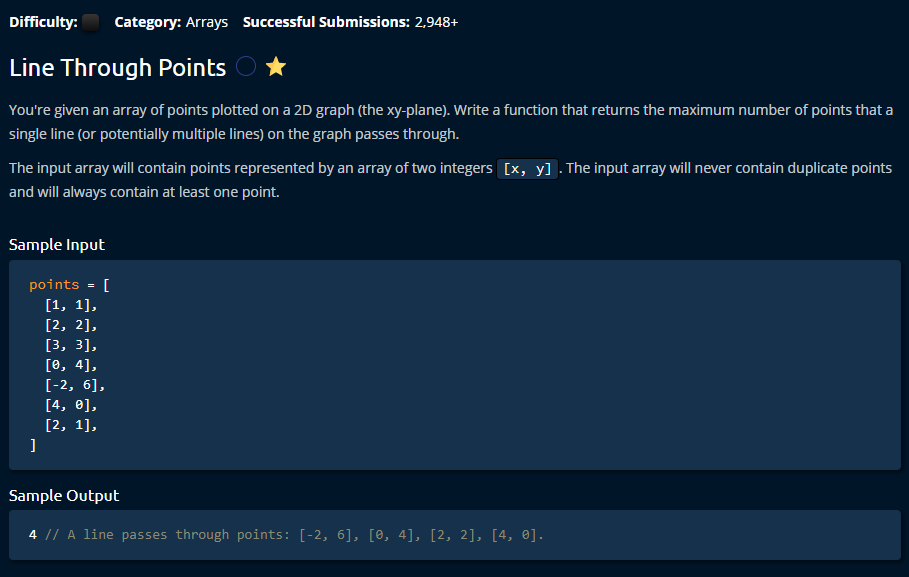 Difficulty: Category: Arrays Successful Submissions: 2,948+
Line Through Points
You're given an array of points plotted on a 2D graph (the xy-plane). Write a function that returns the maximum number of points that a
single line (or potentially multiple lines) on the graph passes through.
The input array will contain points represented by an array of two integers [x, y]. The input array will never contain duplicate points
and will always contain at least one point.
Sample Input
points = [
[1, 1],
[2, 2],
[3, 3],
[0, 4],
[-2, 6],
[4, 0],
[2, 1],
]
Sample Output
4 // A line passes through points: [-2, 6], [0, 4], [2, 2], [4, 0].